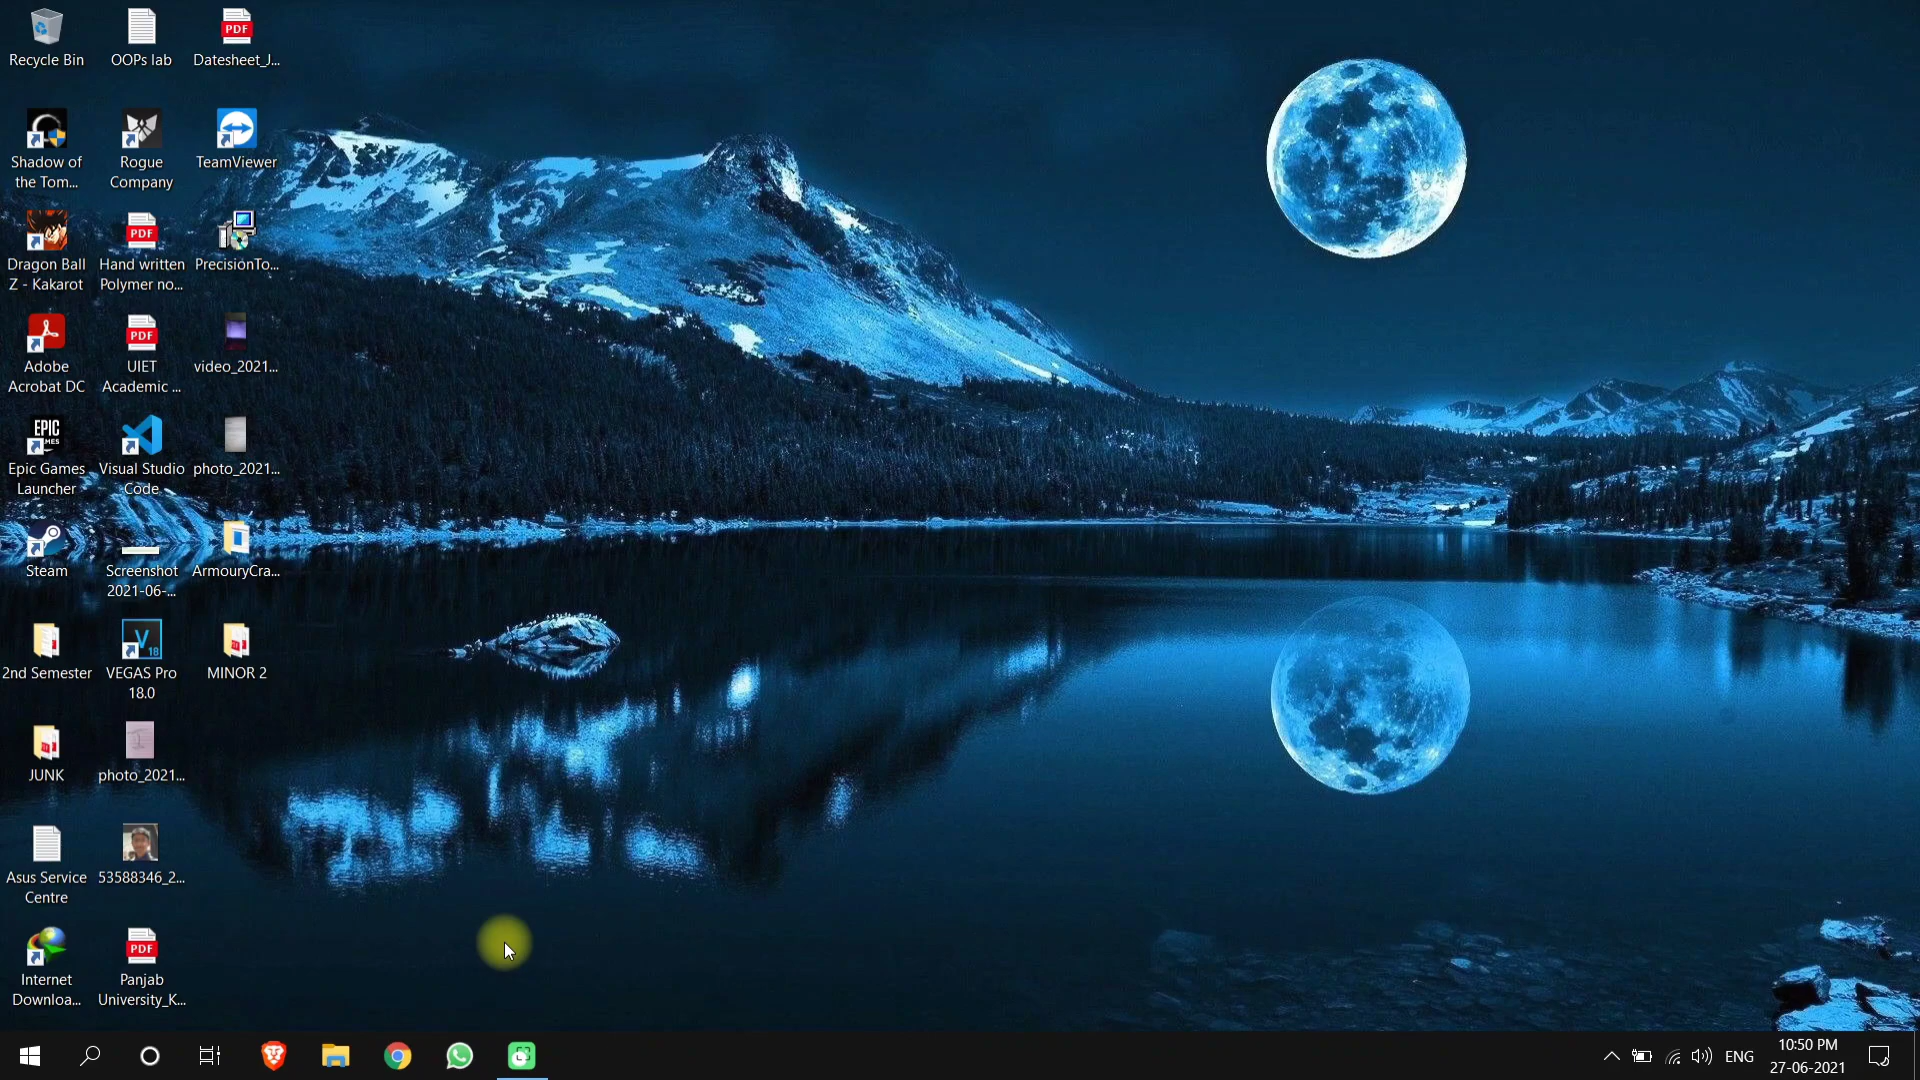 Recycle Bin
OOPs lab
PDF
Datesheet_J...
Shadow of
the Tom...
Rogue
Company
TeamViewer
Dragon Ball
Z - Kakarot
PDF
Hand written
Polymer no...
PrecisionTo...
Adobe
Acrobat DC
PDF
UIET
Academic ...
video_2021...
EPIC
GAMES
Epic Games
Launcher
Visual Studio
Code
photo_2021...
Steam
Screenshot
2021-06-...
ArmouryCra...
2nd Semester
V
18
VEGAS Pro
18.0
MINOR 2
JUNK
photo_2021...
Asus Service
Centre
53588346_2...
Internet
Downloa...
PDF
Panjab
University_K...
ENG
10:50 PM
27-06-2021